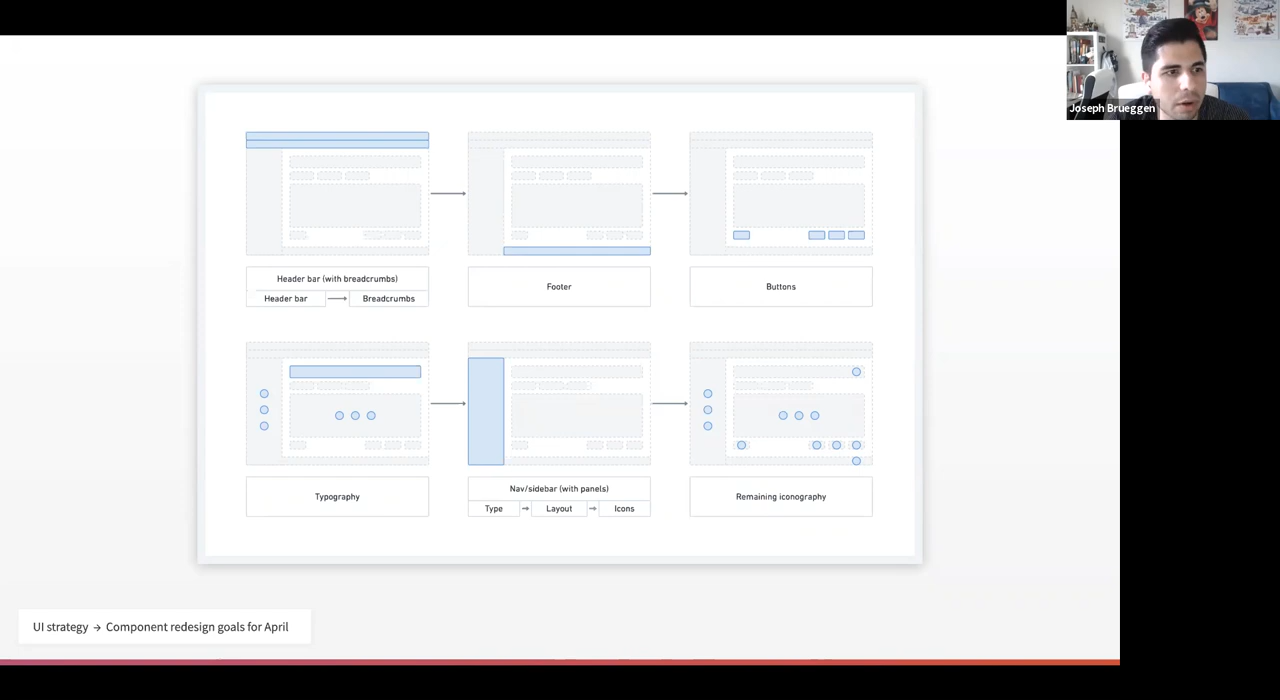 Joseph Brueggen
Header bar (with breadcrumbs)
Header bar
Breadcrumbs
Footer
Buttons
Typography
Nav/sidebar (with panels)
Type
Layout
Icons
Remaining iconography
UI strategy → Component redesign goals for April